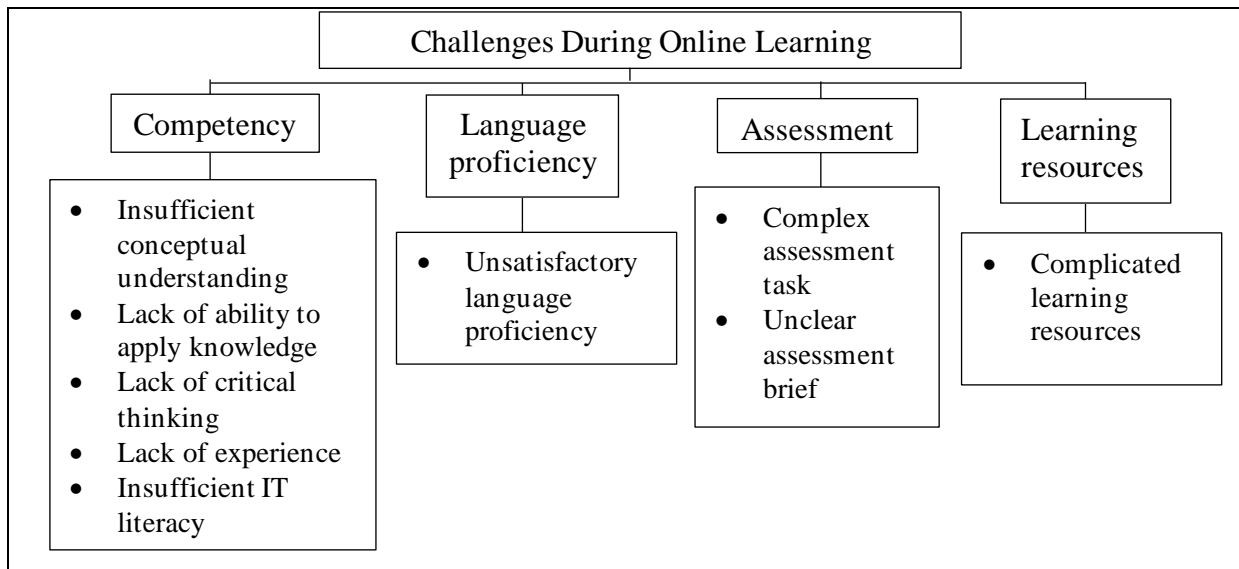 Challenges During Online Learning
Competency
Language
proficiency
Assessment
Learning
resources
• Insufficient
conceptual
understanding
• Lack of ability to
apply knowledge
• Lack of critical
thinking
• Lack of experience
• Insufficient IT
literacy
• Unsatisfactory
language
proficiency
• Complex
assessment
task
• Unclear
assessment
brief
• Complicated
learning
resources